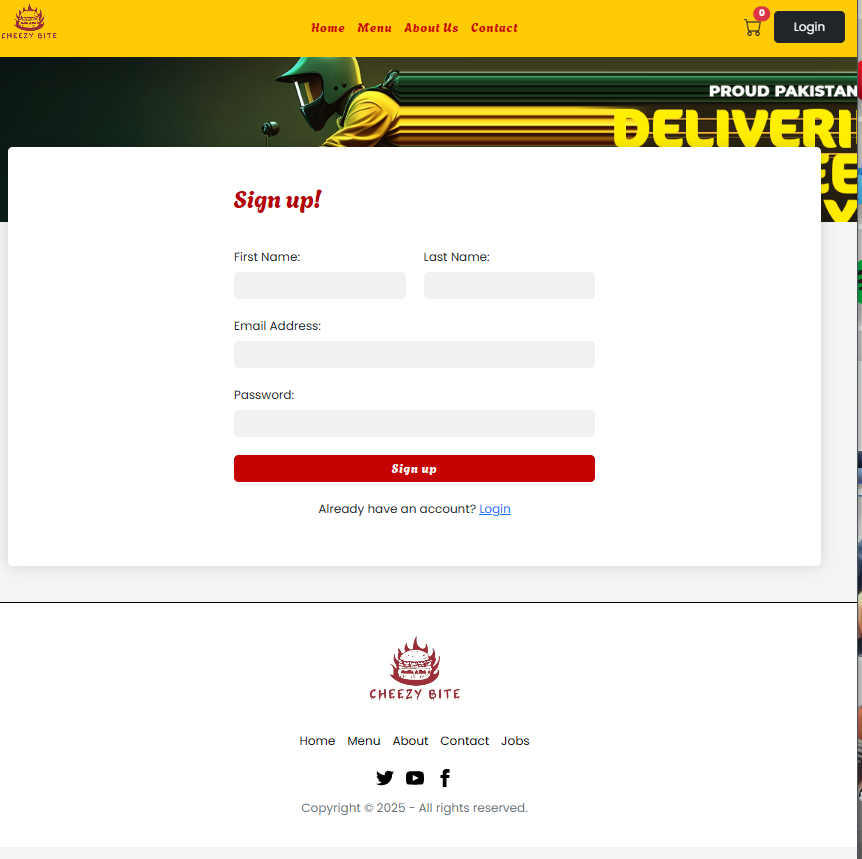 CHEEZY BITE
Home Menu About Us Contact
0
Login
PROUD PAKISTAN
DELIVERI
Sign up!
First Name: Last Name:
Email Address:
Password:
Sign up
Already have an account? Login
CHEEZY BITE
Home Menu About Contact Jobs
Copyright © 2025 - All rights reserved.